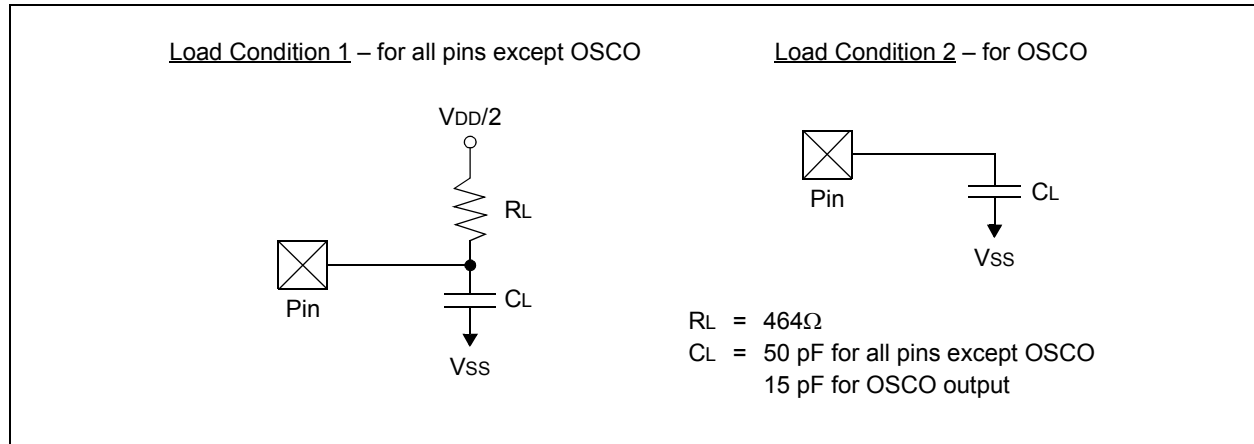 Load Condition 1 – for all pins except OSCO
VDD/2
RL
Pin
CL
VSS
Load Condition 2 – for OSCO
Pin
CL
VSS
RL = 464Ω
CL = 50 pF for all pins except OSCO
15 pF for OSCO output